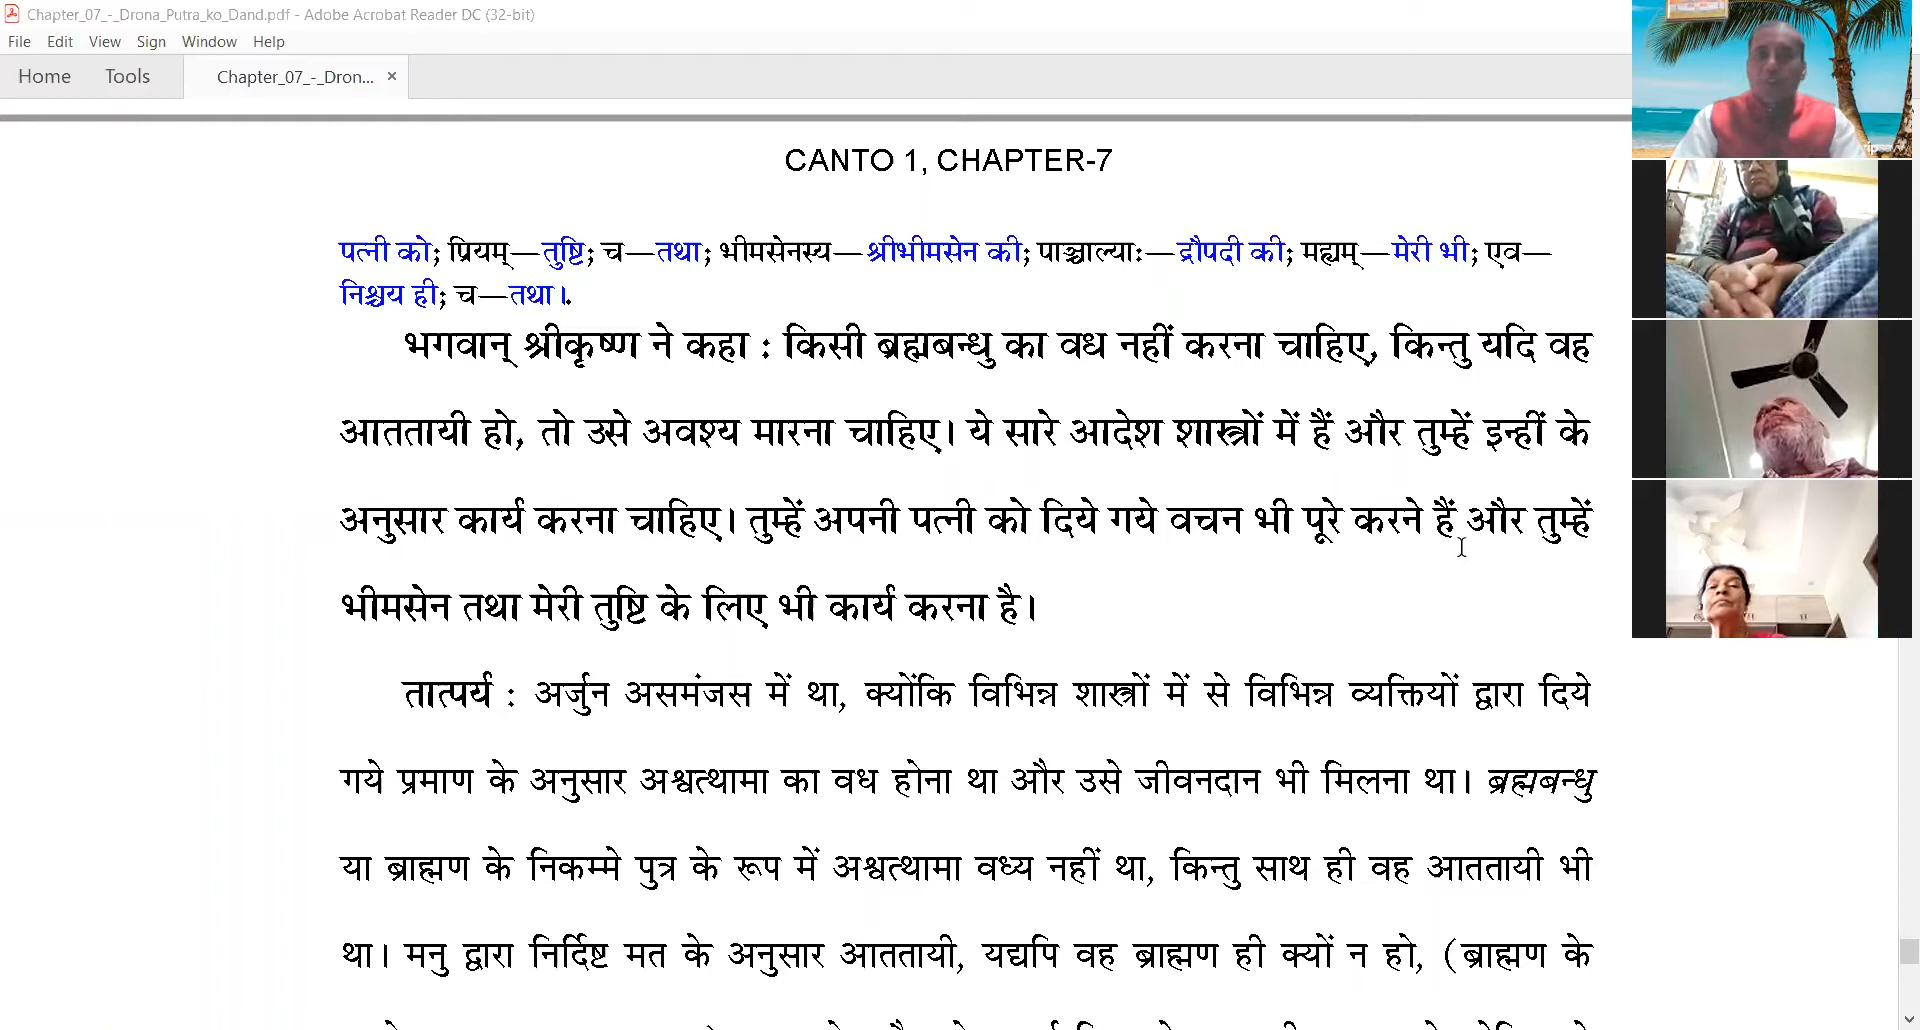 Chapter_07_-_Drona_Putra_ko_Dand.pdf - Adobe Acrobat Reader DC (32-bit)
File Edit View Sign Window Help
Home Tools Chapter_07_-_Dron... ×
CANTO 1, CHAPTER-7
पत्नी को; प्रियम्—तुष्टि; च—तथा; भीमसेनस्य—श्रीभीमसेन की; पाञ्चाल्याः—द्रौपदी की; मह्यम्—मेरी भी; एव—
निश्चय ही; च—तथा।.
भगवान् श्रीकृष्ण ने कहा : किसी ब्रह्मबन्धु का वध नहीं करना चाहिए, किन्तु यदि वह
आततायी हो, तो उसे अवश्य मारना चाहिए। ये सारे आदेश शास्त्रों में हैं और तुम्हें इन्हीं के
अनुसार कार्य करना चाहिए। तुम्हें अपनी पत्नी को दिये गये वचन भी पूरे करने हैं और तुम्हें
भीमसेन तथा मेरी तुष्टि के लिए भी कार्य करना है।
तात्पर्य : अर्जुन असमंजस में था, क्योंकि विभिन्न शास्त्रों में से विभिन्न व्यक्तियों द्वारा दिये
गये प्रमाण के अनुसार अश्वत्थामा का वध होना था और उसे जीवनदान भी मिलना था। ब्रह्मबन्धु
या ब्राह्मण के निकम्मे पुत्र के रूप में अश्वत्थामा वध्य नहीं था, किन्तु साथ ही वह आततायी भी
था। मनु द्वारा निर्दिष्ट मत के अनुसार आततायी, यद्यपि वह ब्राह्मण ही क्यों न हो, (ब्राह्मण के